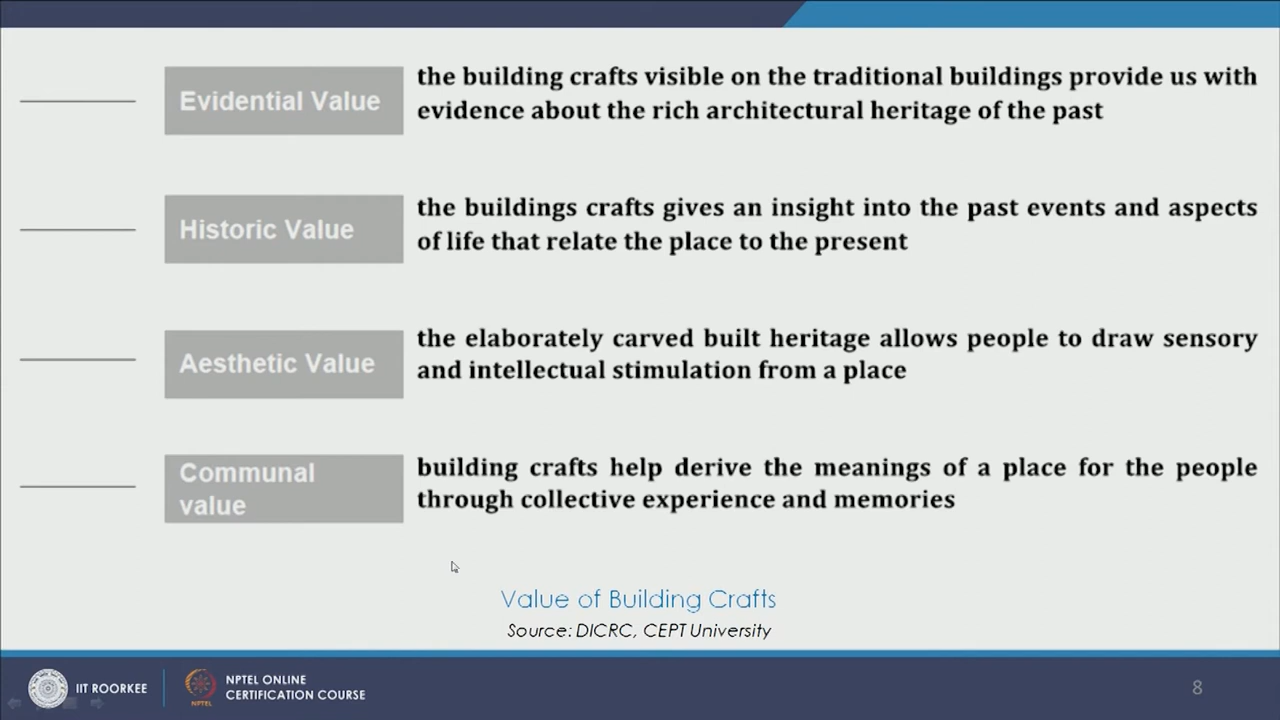 Evidential Value
the building crafts visible on the traditional buildings provide us with
evidence about the rich architectural heritage of the past
Historic Value
the buildings crafts gives an insight into the past events and aspects
of life that relate the place to the present
Aesthetic Value
the elaborately carved built heritage allows people to draw sensory
and intellectual stimulation from a place
Communal
value
building crafts help derive the meanings of a place for the people
through collective experience and memories
Value of Building Crafts
Source: DICRC, CEPT University
IIT ROORKEE
NPTEL
NPTEL ONLINE
CERTIFICATION COURSE
8